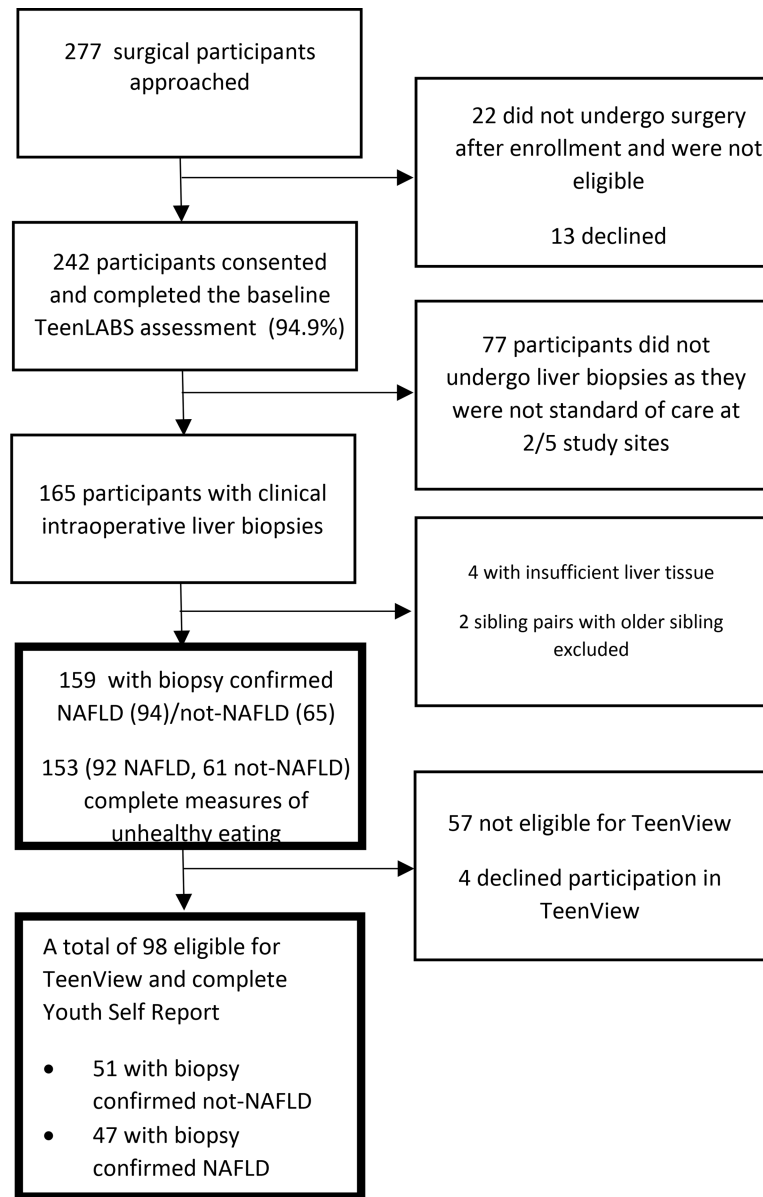 277 surgical participants
approached
22 did not undergo surgery
after enrollment and were not
eligible
13 declined
242 participants consented
and completed the baseline
TeenLABS assessment (94.9%)
77 participants did not
undergo liver biopsies as they
were not standard of care at
2/5 study sites
165 participants with clinical
intraoperative liver biopsies
4 with insufficient liver tissue
2 sibling pairs with older sibling
excluded
159 with biopsy confirmed
NAFLD (94)/not-NAFLD (65)
153 (92 NAFLD, 61 not-NAFLD)
complete measures of
unhealthy eating
57 not eligible for TeenView
4 declined participation in
TeenView
A total of 98 eligible for
TeenView and complete
Youth Self Report
• 51 with biopsy
confirmed not-NAFLD
• 47 with biopsy
confirmed NAFLD